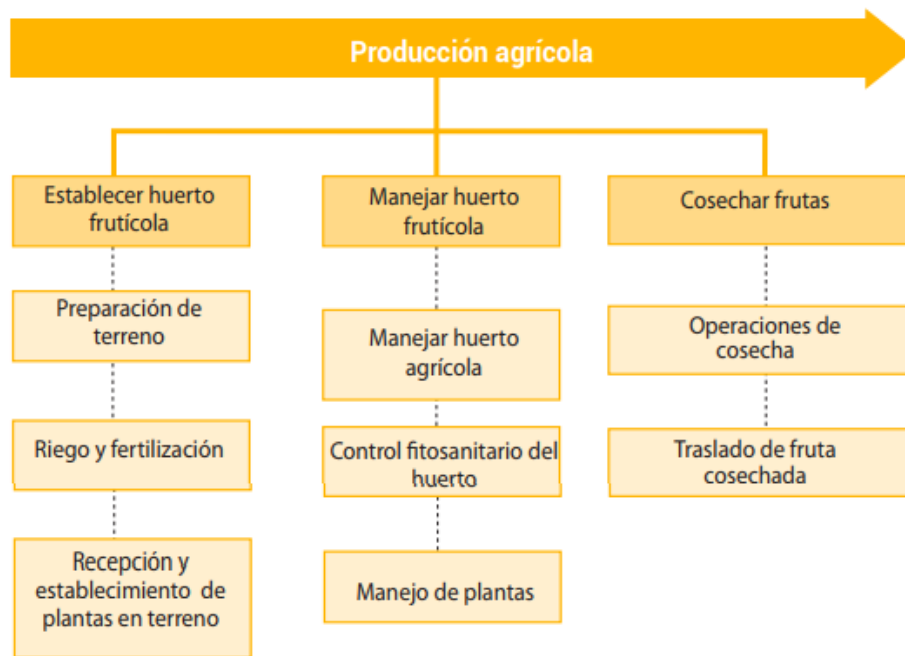 Producción agrícola
Establecer huerto
frutícola
Preparación de
terreno
Riego y fertilización
Recepción y
establecimiento de
plantas en terreno
Manejar huerto
frutícola
Manejar huerto
agrícola
Control fitosanitario del
huerto
Manejo de plantas
Cosechar frutas
Operaciones de
cosecha
Traslado de fruta
cosechada